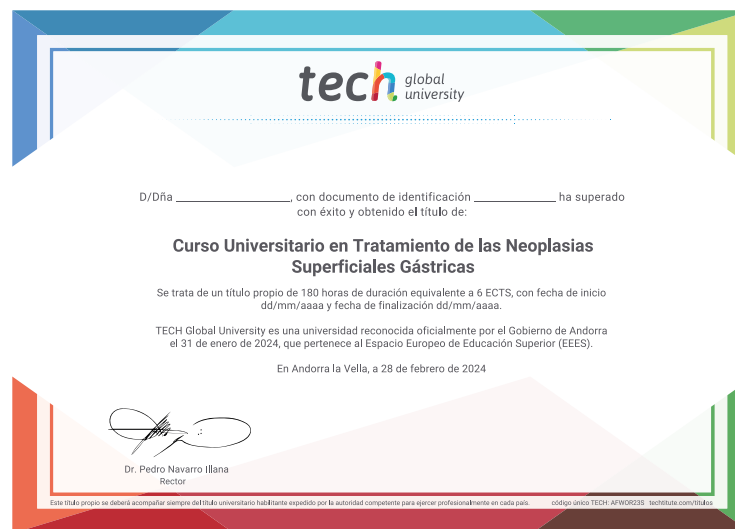 tech global university
D/Dña ____________________, con documento de identificación ______________ ha superado
con éxito y obtenido el título de:
Curso Universitario en Tratamiento de las Neoplasias
Superficiales Gástricas
Se trata de un título propio de 180 horas de duración equivalente a 6 ECTS, con fecha de inicio
dd/mm/aaaa y fecha de finalización dd/mm/aaaa.
TECH Global University es una universidad reconocida oficialmente por el Gobierno de Andorra
el 31 de enero de 2024, que pertenece al Espacio Europeo de Educación Superior (EEES).
En Andorra la Vella, a 28 de febrero de 2024
Dr. Pedro Navarro Illana
Rector
Este título propio se deberá acompañar siempre del título universitario habilitante expedido por la autoridad competente para ejercer profesionalmente en cada país. código único TECH: AFWOR23S techtitute.com/titulos